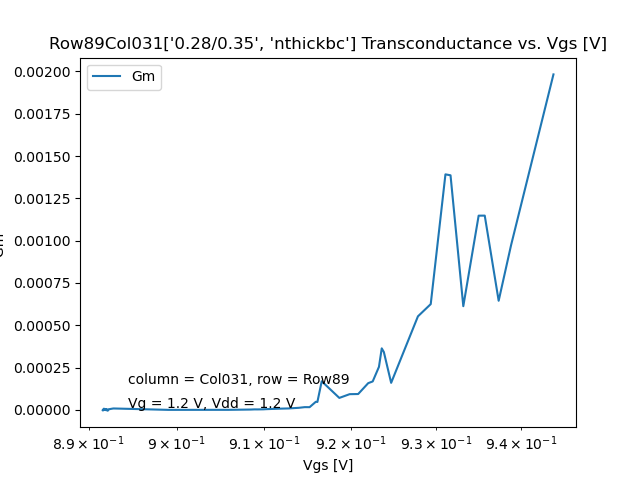 Row89Col031['0.28/0.35', 'nthickbc'] Transconductance vs. Vgs [V]
Gm
0.00200
0.00175
0.00150
0.00125
0.00100
0.00075
0.00050
0.00025
0.00000
Gm
column = Col031, row = Row89
Vg = 1.2 V, Vdd = 1.2 V
8.9 × 10⁻¹ 9 × 10⁻¹ 9.1 × 10⁻¹ 9.2 × 10⁻¹ 9.3 × 10⁻¹ 9.4 × 10⁻¹
Vgs [V]